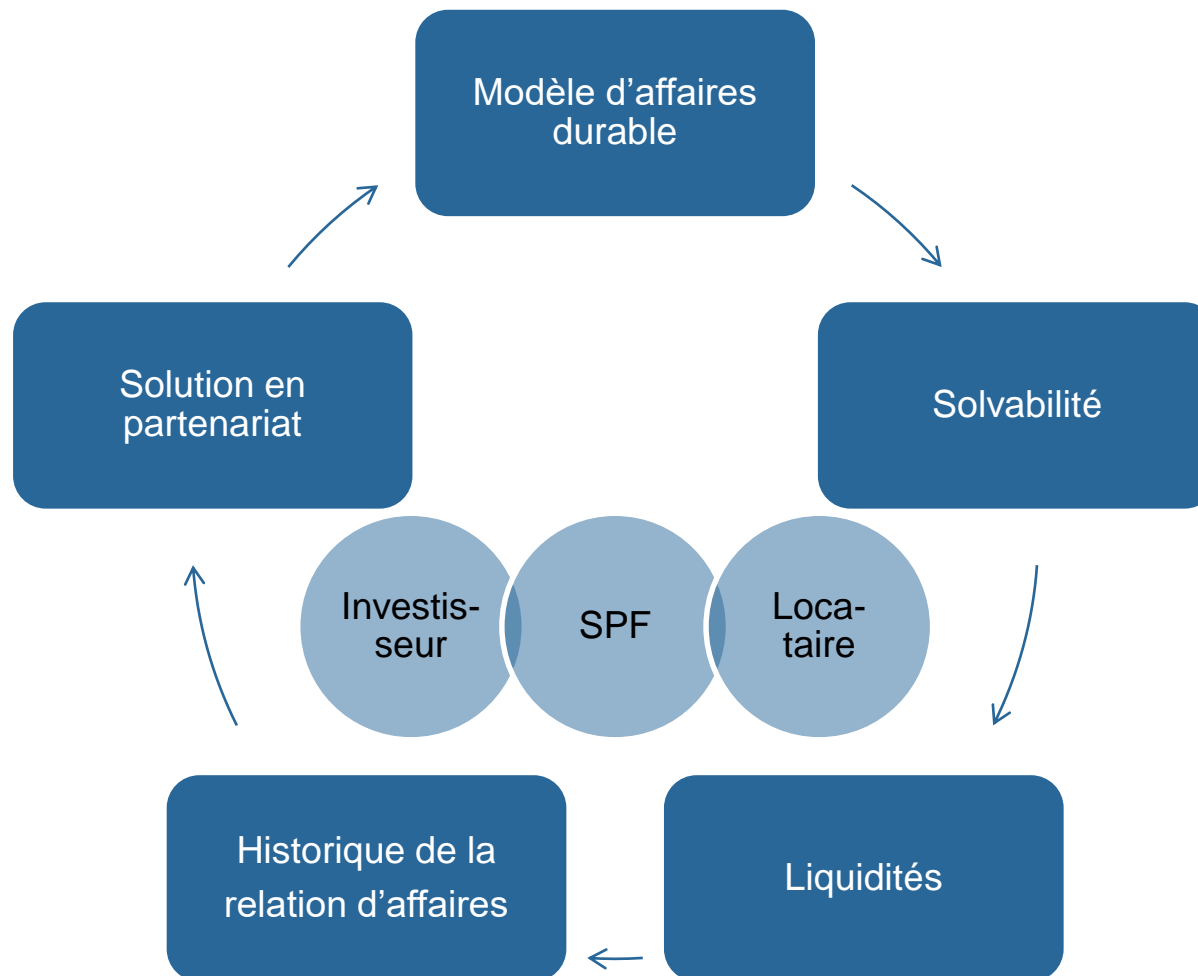 Modèle d’affaires
durable
Solution en
partenariat
Solvabilité
Investis-
seur
SPF
Loca-
taire
Historique de la
relation d’affaires
Liquidités